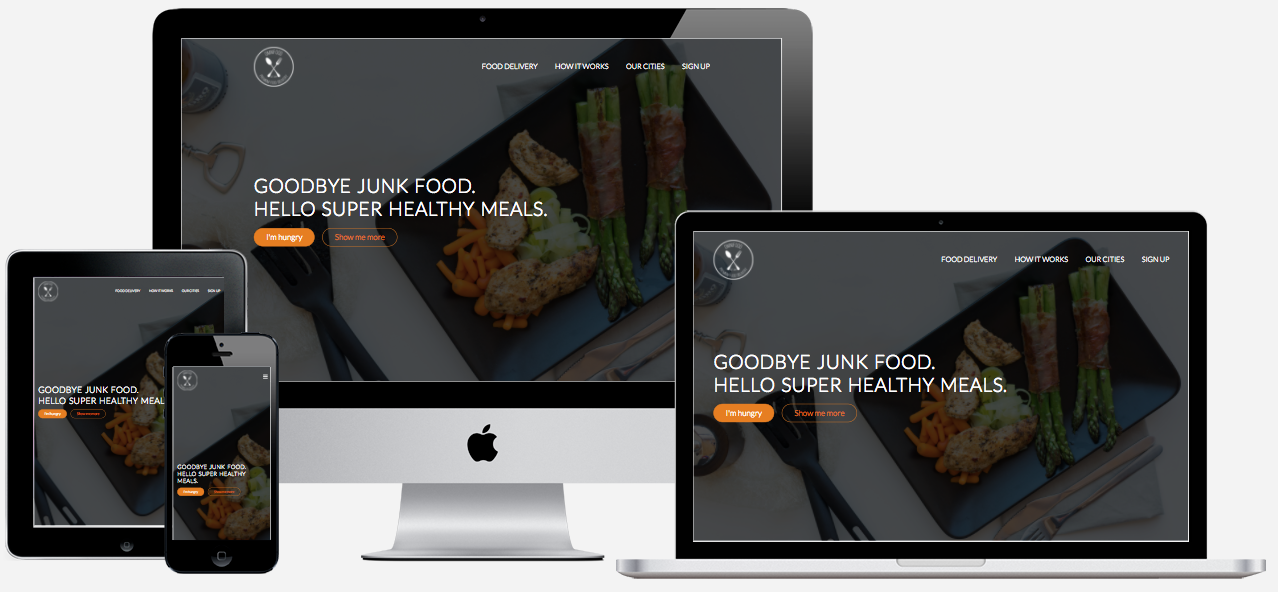 FOOD DELIVERY HOW IT WORKS OUR CITIES SIGN UP
GOODBYE JUNK FOOD.
HELLO SUPER HEALTHY MEALS.
I'm hungry Show me more
FOOD DELIVERY HOW IT WORKS OUR CITIES SIGN UP
GOODBYE JUNK FOOD.
HELLO SUPER HEALTHY MEALS.
I'm hungry Show me more
FOOD DELIVERY HOW IT WORKS OUR CITIES SIGN UP
GOODBYE JUNK FOOD.
HELLO SUPER HEALTHY MEAL
I'm hungry Show me more
GOODBYE JUNK FOOD.
HELLO SUPER HEALTHY
MEALS.
I'm hungry Show me more